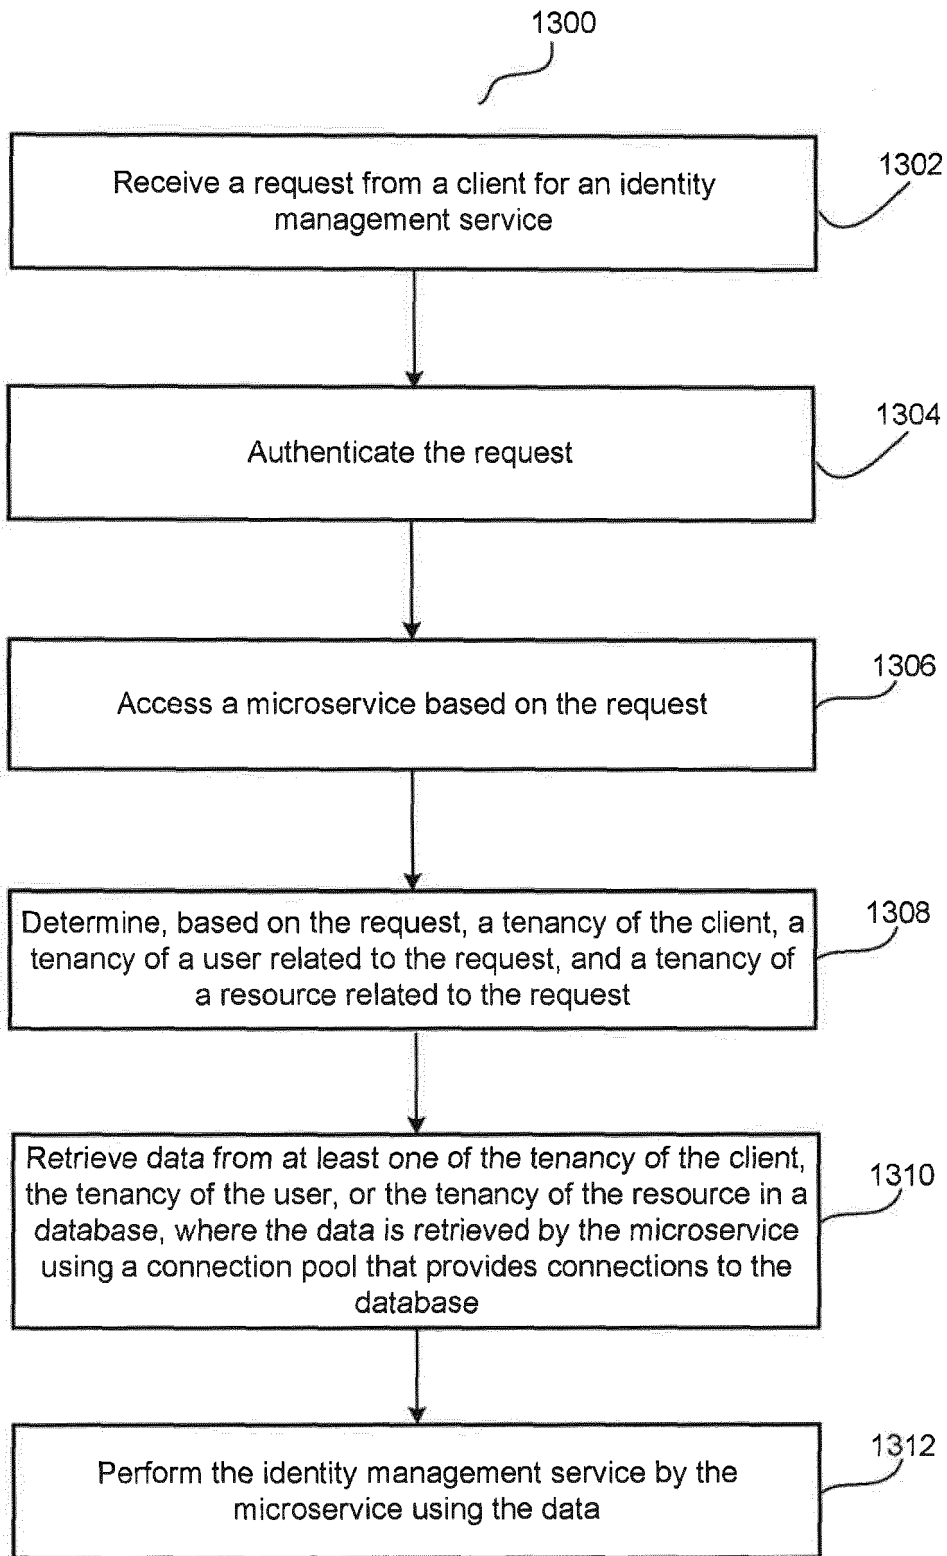 1300
Receive a request from a client for an identity
management service
1302
Authenticate the request
1304
Access a microservice based on the request
1306
Determine, based on the request, a tenancy of the client, a
tenancy of a user related to the request, and a tenancy of
a resource related to the request
1308
Retrieve data from at least one of the tenancy of the client,
the tenancy of the user, or the tenancy of the resource in a
database, where the data is retrieved by the microservice
using a connection pool that provides connections to the
database
1310
Perform the identity management service by the
microservice using the data
1312